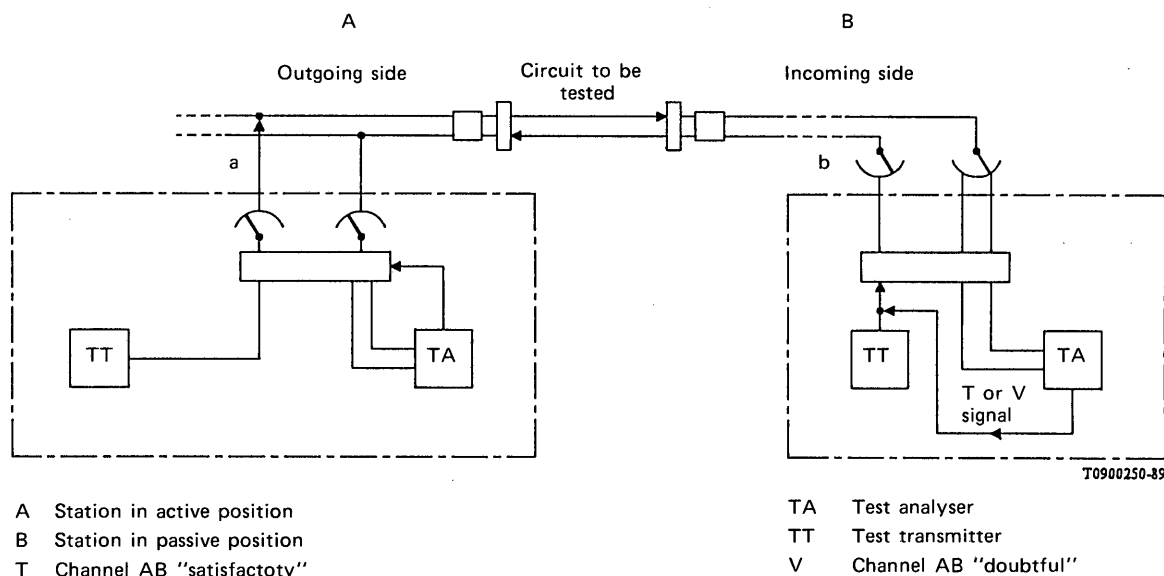 A
B
Outgoing side
Circuit to be
tested
Incoming side
a
b
TT
TA
TT
TA
T or V
signal
T0900250-89
A Station in active position
B Station in passive position
T Channel AB "satisfactoty"
TA Test analyser
TT Test transmitter
V Channel AB "doubtful"